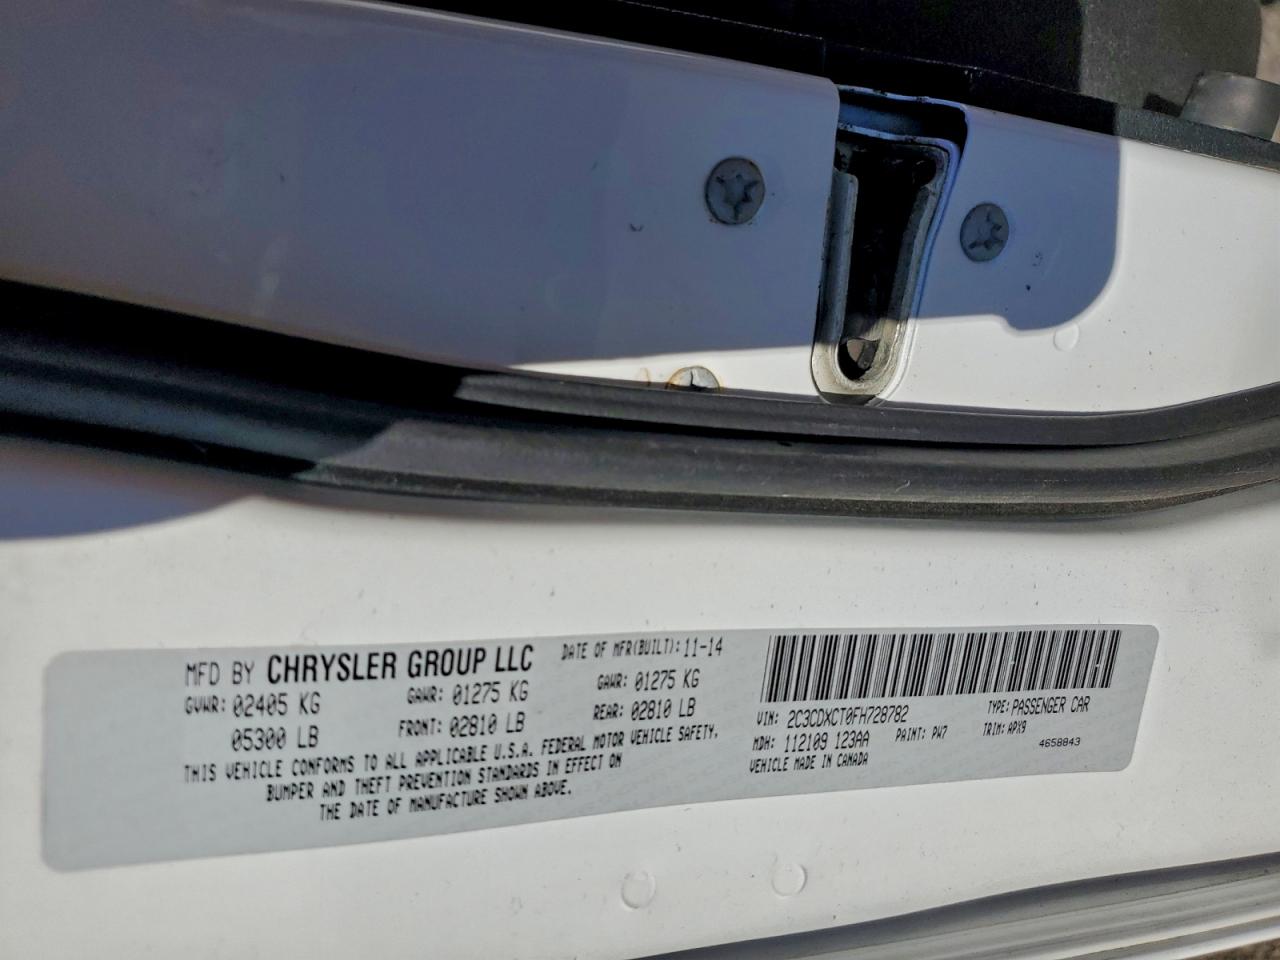 MFD BY CHRYSLER GROUP LLC
DATE OF MFR(BUILT): 11-14
GVWR: 02405 KG
GAWR: 01275 KG
GAWR: 01275 KG
05300 LB
FRONT: 02810 LB
REAR: 02810 LB
THIS VEHICLE CONFORMS TO ALL APPLICABLE U.S.A. FEDERAL MOTOR VEHICLE SAFETY,
BUMPER AND THEFT PREVENTION STANDARDS IN EFFECT ON
THE DATE OF MANUFACTURE SHOWN ABOVE.
VIN: 2C3CDXCT0FH728782
TYPE: PASSENGER CAR
MDH: 112109 123AA
PAINT: PW7
TRIM: APX9
VEHICLE MADE IN CANADA
4658843